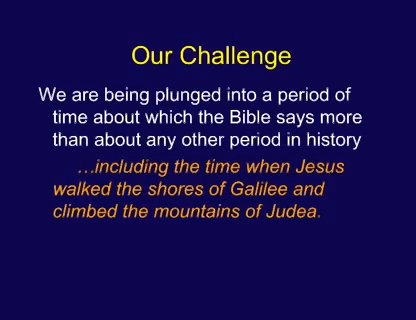 Our Challenge
We are being plunged into a period of
time about which the Bible says more
than about any other period in history
…including the time when Jesus
walked the shores of Galilee and
climbed the mountains of Judea.